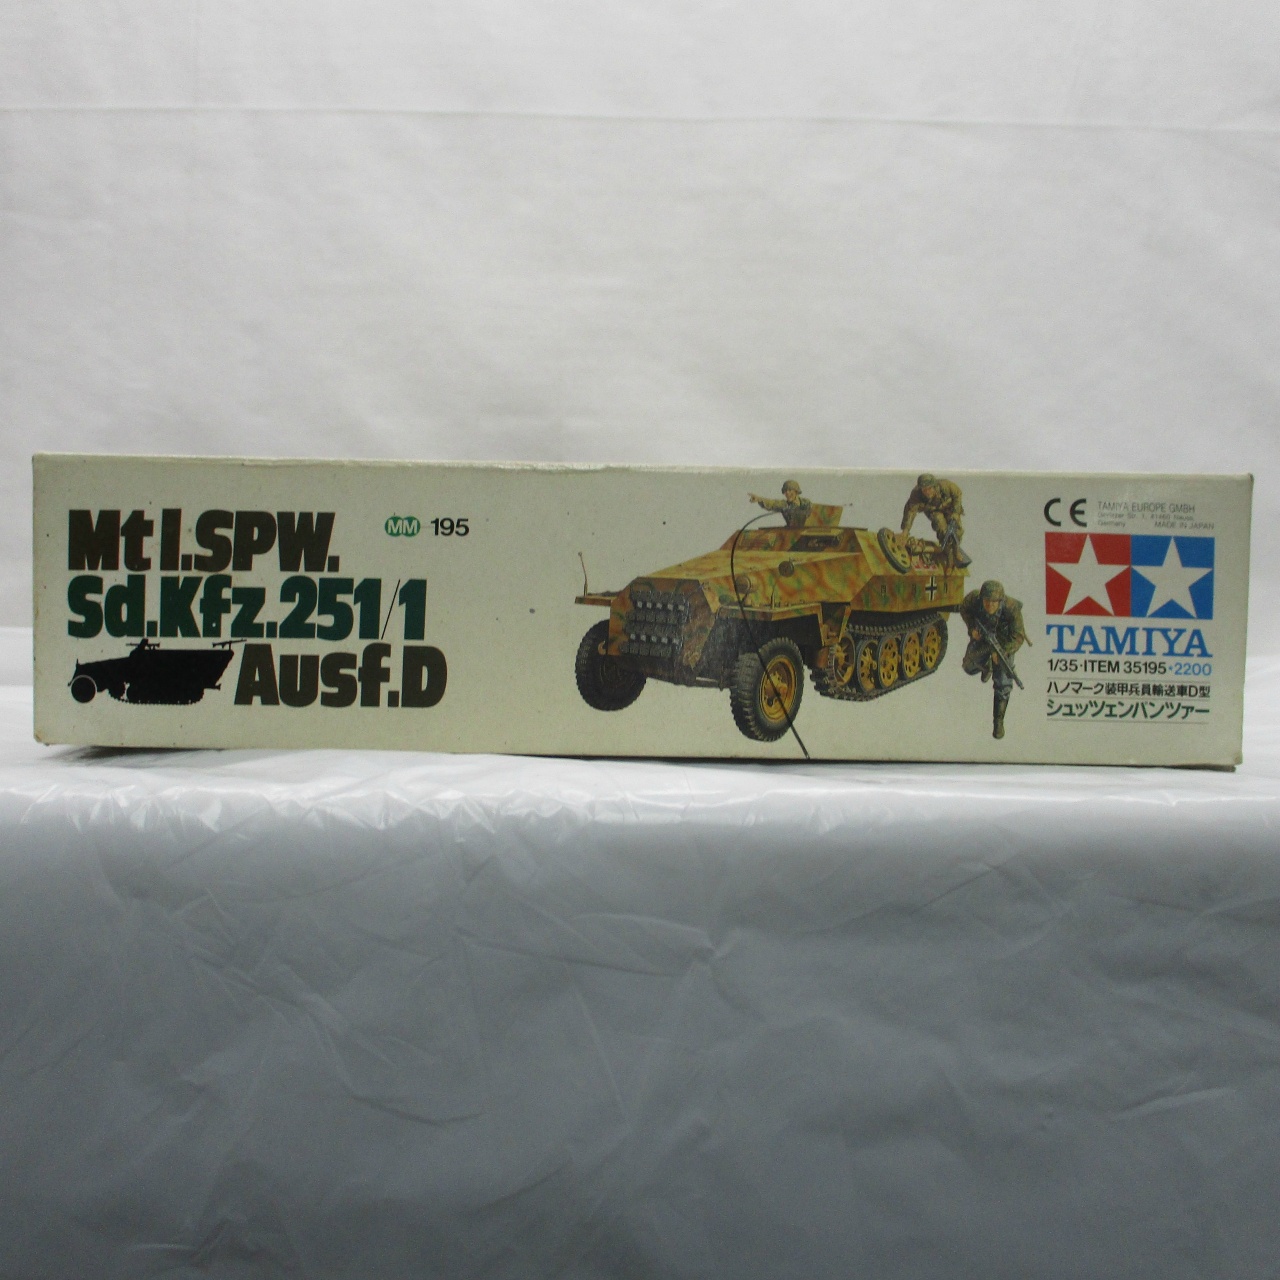 Mt l.SPW.
Sd.Kfz.251/1
Ausf.D
MM 195
CE
TAMIYA EUROPE GMBH
Germany MADE IN JAPAN
TAMIYA
1/35・ITEM 35195・2200
ハノマーク装甲兵員輸送車D型
シュッツェンパンツァー